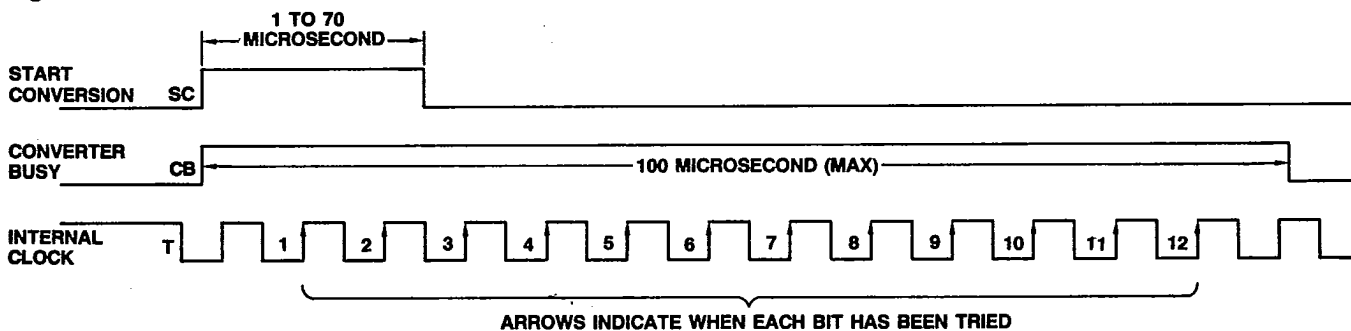 1 TO 70
MICROSECOND
START
CONVERSION SC
CONVERTER
BUSY CB
100 MICROSECOND (MAX)
INTERNAL
CLOCK T
1 2 3 4 5 6 7 8 9 10 11 12
ARROWS INDICATE WHEN EACH BIT HAS BEEN TRIED